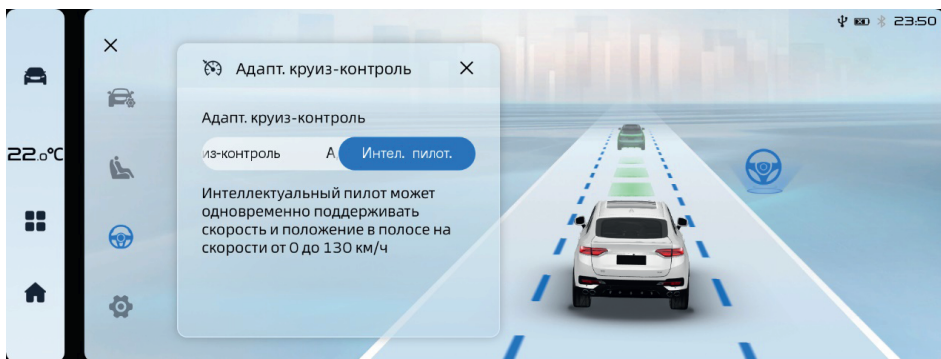 23:50
Адапт. круиз-контроль
Адапт. круиз-контроль
22.0°C
из-контроль А Интел. пилот.
Интеллектуальный пилот может
одновременно поддерживать
скорость и положение в полосе на
скорости от 0 до 130 км/ч